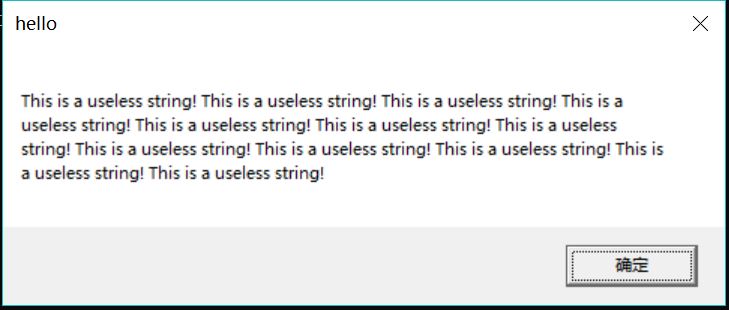 hello
This is a useless string! This is a useless string! This is a useless string! This is a
useless string! This is a useless string! This is a useless string! This is a useless
string! This is a useless string! This is a useless string! This is a useless string! This is
a useless string! This is a useless string!
确定